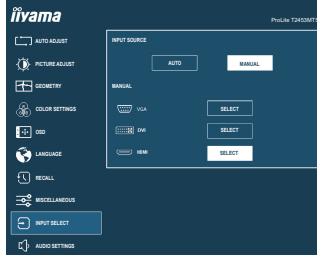 iiyama
ProLite T2453MTS
AUTO ADJUST
PICTURE ADJUST
GEOMETRY
COLOR SETTINGS
OSD
LANGUAGE
RECALL
MISCELLANEOUS
INPUT SELECT
AUDIO SETTINGS
INPUT SOURCE
AUTO MANUAL
MANUAL
VGA SELECT
DVI SELECT
HDMI SELECT